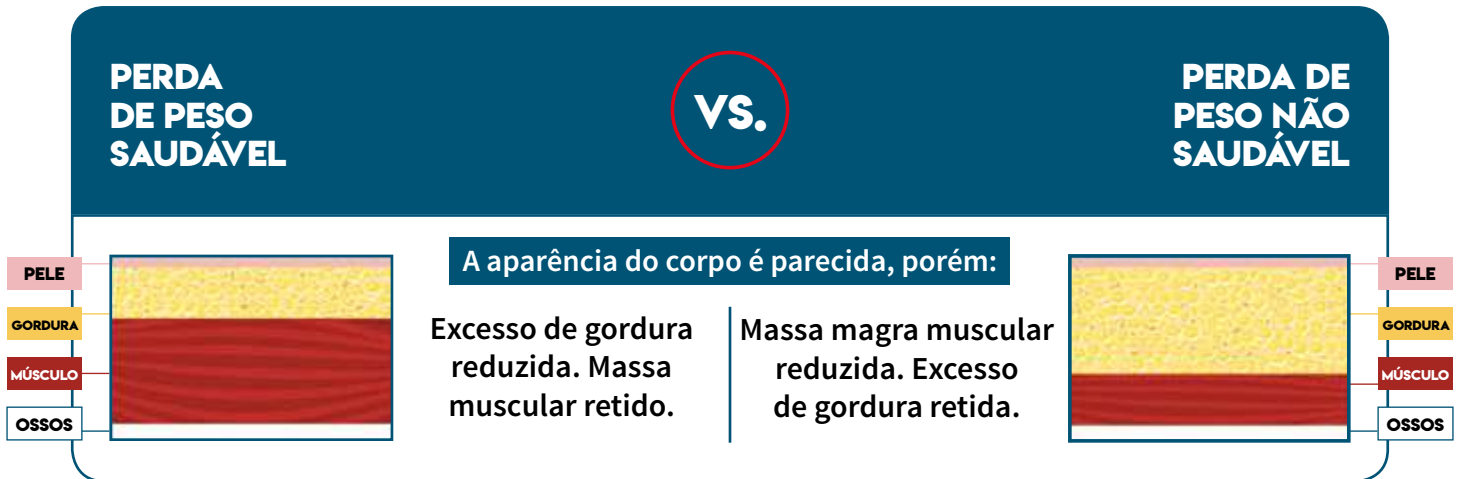 PERDA
DE PESO
SAUDÁVEL
VS.
PERDA DE
PESO NÃO
SAUDÁVEL
PELE
GORDURA
MÚSCULO
OSSOS
A aparência do corpo é parecida, porém:
Excesso de gordura
reduzida. Massa
muscular retido.
Massa magra muscular
reduzida. Excesso
de gordura retida.
PELE
GORDURA
MÚSCULO
OSSOS